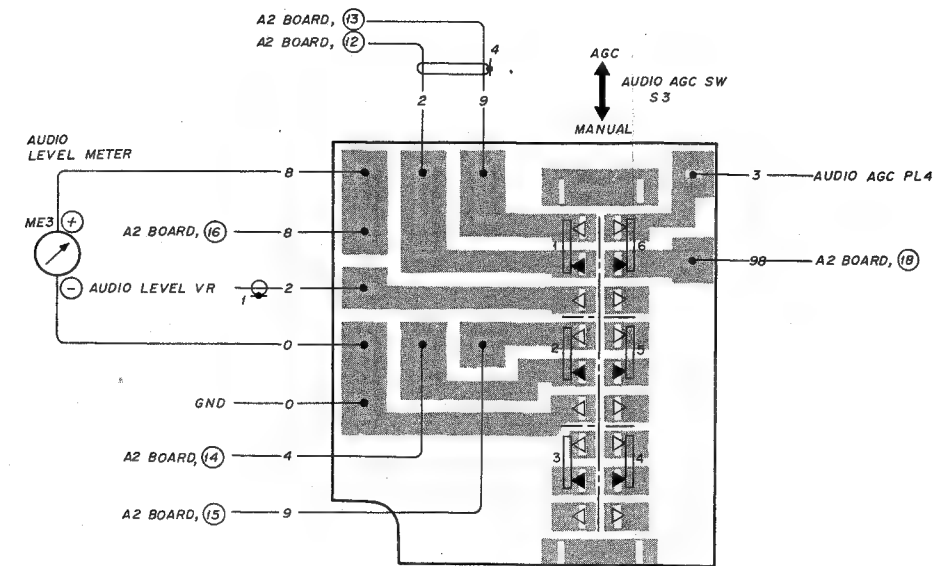 A2 BOARD, 13
A2 BOARD, 12
4
2 9
AGC
AUDIO AGC SW
S3
MANUAL
AUDIO
LEVEL METER
8
3 AUDIO AGC PL4
ME3 +
A2 BOARD, 16 8
1 6
98 A2 BOARD, 18
− AUDIO LEVEL VR 1 2
0
2 5
GND 0
A2 BOARD, 14 4
3 4
A2 BOARD, 15 9